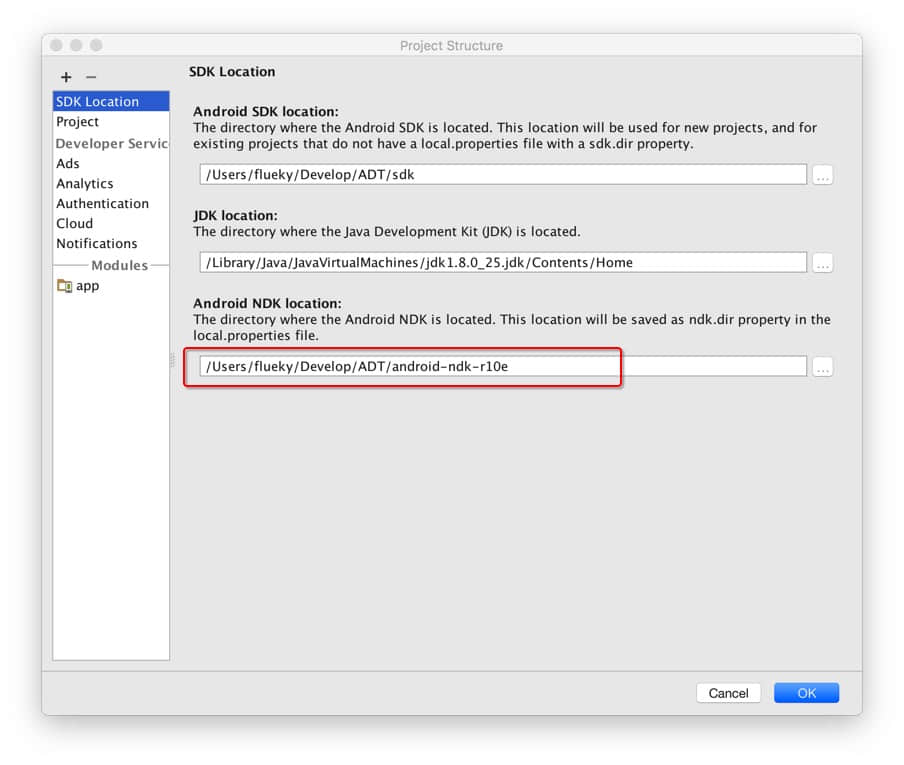 Project Structure
+ −
SDK Location
Project
Developer Servic
Ads
Analytics
Authentication
Cloud
Notifications
Modules
app
SDK Location
Android SDK location:
The directory where the Android SDK is located. This location will be used for new projects, and for
existing projects that do not have a local.properties file with a sdk.dir property.
/Users/flueky/Develop/ADT/sdk
...
JDK location:
The directory where the Java Development Kit (JDK) is located.
/Library/Java/JavaVirtualMachines/jdk1.8.0_25.jdk/Contents/Home
...
Android NDK location:
The directory where the Android NDK is located. This location will be saved as ndk.dir property in the
local.properties file.
/Users/flueky/Develop/ADT/android-ndk-r10e
...
Cancel
OK